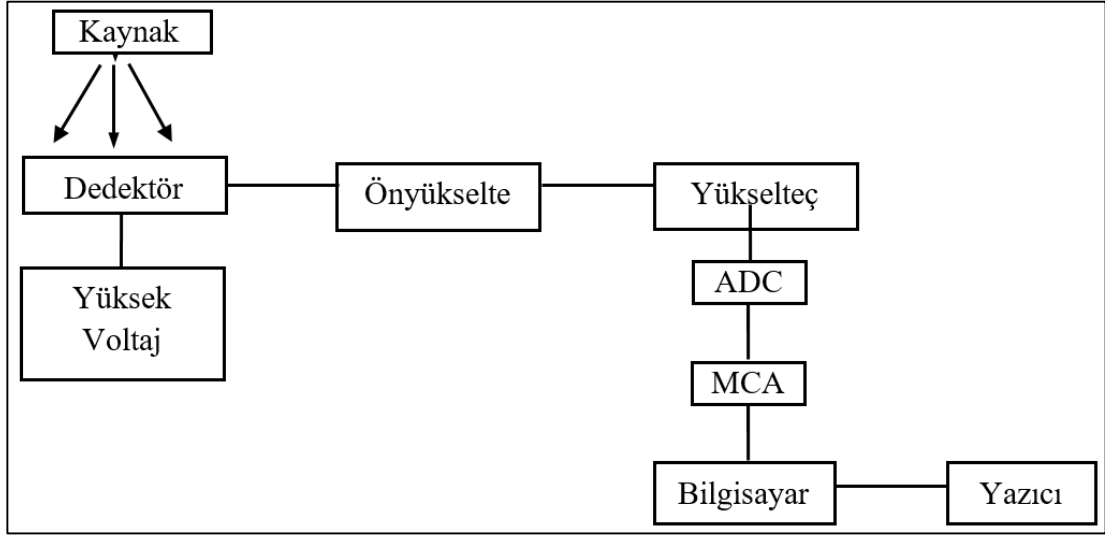 Kaynak
Dedektör
Önyükselte
Yükselteç
Yüksek
Voltaj
ADC
MCA
Bilgisayar
Yazıcı